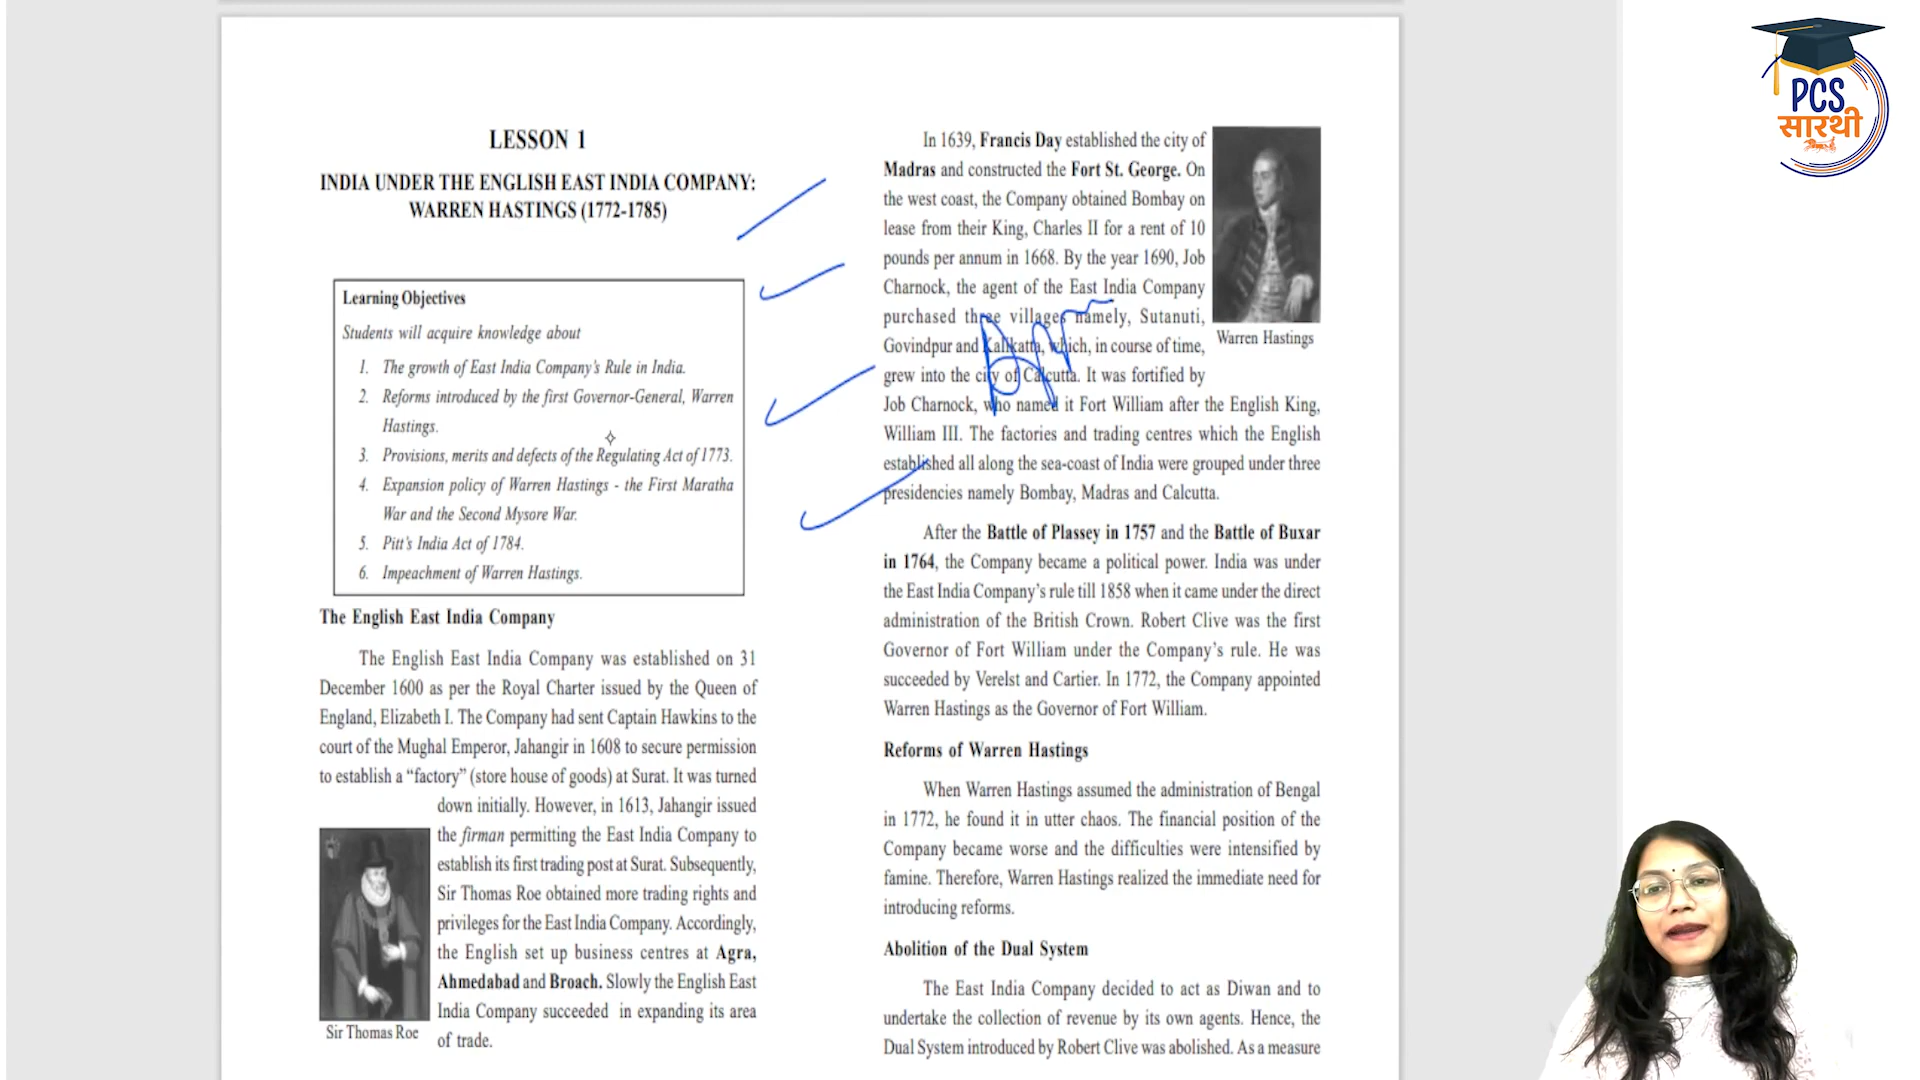 LESSON 1
INDIA UNDER THE ENGLISH EAST INDIA COMPANY:
WARREN HASTINGS (1772-1785)
Learning Objectives
Students will acquire knowledge about
1. The growth of East India Company's Rule in India.
2. Reforms introduced by the first Governor-General, Warren
Hastings.
3. Provisions, merits and defects of the Regulating Act of 1773.
4. Expansion policy of Warren Hastings - the First Maratha
War and the Second Mysore War.
5. Pitt's India Act of 1784.
6. Impeachment of Warren Hastings.
The English East India Company
The English East India Company was established on 31
December 1600 as per the Royal Charter issued by the Queen of
England, Elizabeth I. The Company had sent Captain Hawkins to the
court of the Mughal Emperor, Jahangir in 1608 to secure permission
to establish a “factory” (store house of goods) at Surat. It was turned
down initially. However, in 1613, Jahangir issued
the firman permitting the East India Company to
establish its first trading post at Surat. Subsequently,
Sir Thomas Roe obtained more trading rights and
privileges for the East India Company. Accordingly,
the English set up business centres at Agra,
Ahmedabad and Broach. Slowly the English East
India Company succeeded in expanding its area
of trade.
Sir Thomas Roe
In 1639, Francis Day established the city of
Madras and constructed the Fort St. George. On
the west coast, the Company obtained Bombay on
lease from their King, Charles II for a rent of 10
pounds per annum in 1668. By the year 1690, Job
Charnock, the agent of the East India Company
purchased three villages namely, Sutanuti,
Govindpur and Kalikatta, which, in course of time,
grew into the city of Calcutta. It was fortified by
Job Charnock, who named it Fort William after the English King,
William III. The factories and trading centres which the English
established all along the sea-coast of India were grouped under three
presidencies namely Bombay, Madras and Calcutta.
Warren Hastings
After the Battle of Plassey in 1757 and the Battle of Buxar
in 1764, the Company became a political power. India was under
the East India Company's rule till 1858 when it came under the direct
administration of the British Crown. Robert Clive was the first
Governor of Fort William under the Company's rule. He was
succeeded by Verelst and Cartier. In 1772, the Company appointed
Warren Hastings as the Governor of Fort William.
Reforms of Warren Hastings
When Warren Hastings assumed the administration of Bengal
in 1772, he found it in utter chaos. The financial position of the
Company became worse and the difficulties were intensified by
famine. Therefore, Warren Hastings realized the immediate need for
introducing reforms.
Abolition of the Dual System
The East India Company decided to act as Diwan and to
undertake the collection of revenue by its own agents. Hence, the
Dual System introduced by Robert Clive was abolished. As a measure
PCS
सारथी